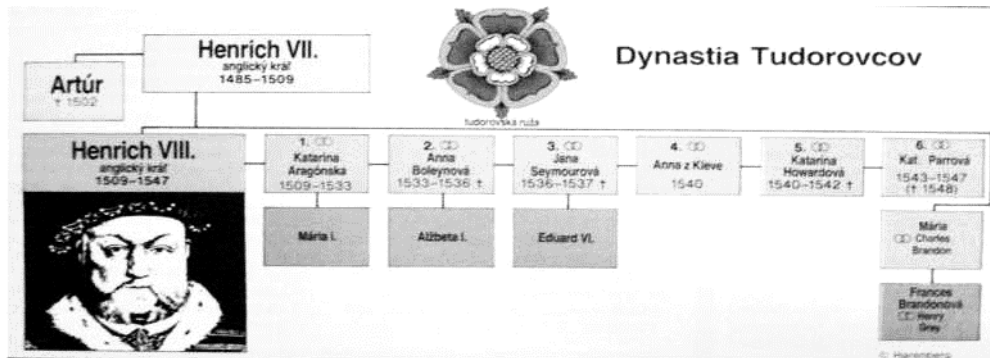 Dynastia Tudorovcov
tudorovská ruža
Henrich VII.
anglický kráľ
1485–1509
Artúr
† 1502
Henrich VIII.
anglický kráľ
1509–1547
1. ⚭
Katarína
Aragónska
1509–1533
2. ⚭
Anna
Boleynová
1533–1536 †
3. ⚭
Jana
Seymourová
1536–1537 †
4. ⚭
Anna z Kleve
1540
5. ⚭
Katarína
Howardová
1540–1542 †
6. ⚭
Kat. Parrová
1543–1547
(† 1548)
Mária I.
Alžbeta I.
Eduard VI.
Mária
⚭ Charles
Brandon
Frances
Brandonová
⚭ Henry
Grey
© Harenberg